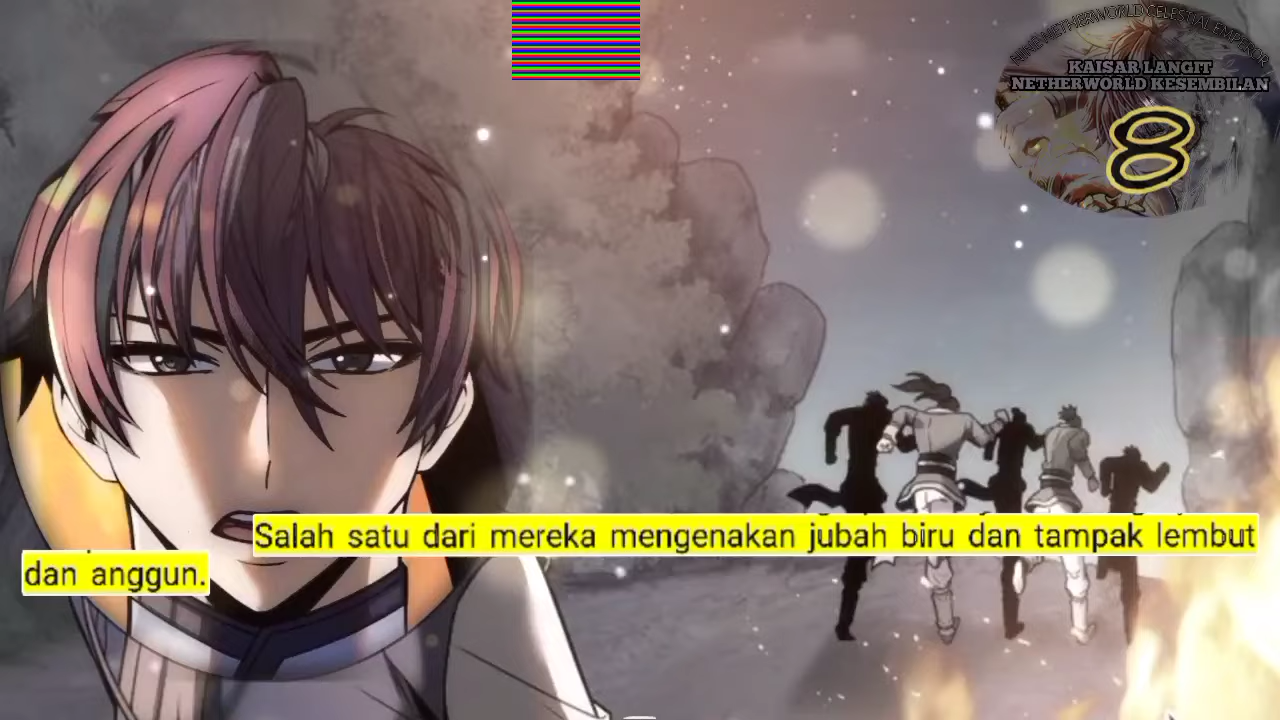 KAISAR LANGIT
NETHERWORLD KESEMBILAN
8
Salah satu dari mereka mengenakan jubah biru dan tampak lembut
dan anggun.